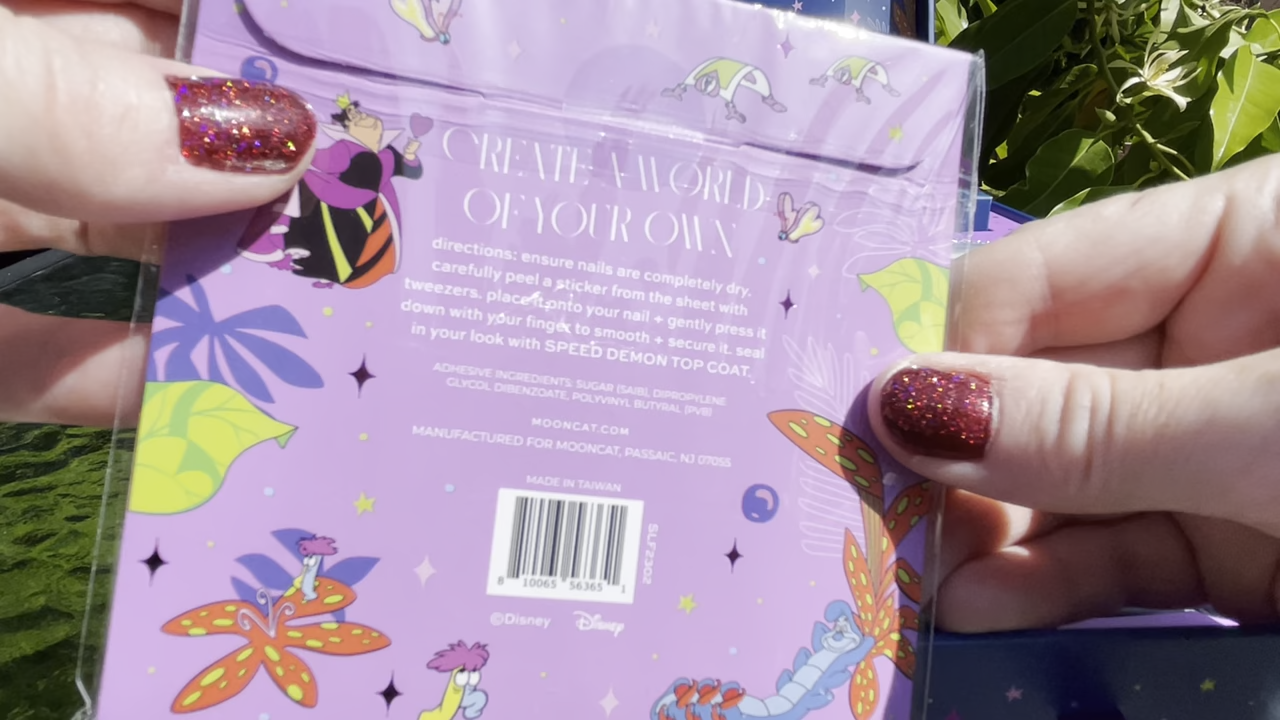 CREATE A WORLD
OF YOUR OWN
directions: ensure nails are completely dry.
carefully peel a sticker from the sheet with
tweezers. place it onto your nail + gently press it
down with your finger to smooth + secure it. seal
in your look with SPEED DEMON TOP COAT.
ADHESIVE INGREDIENTS: SUGAR (SAIB), DIPROPYLENE
GLYCOL DIBENZOATE, POLYVINYL BUTYRAL (PVB)
MOONCAT.COM
MANUFACTURED FOR MOONCAT, PASSAIC, NJ 07055
MADE IN TAIWAN
SLF2302
8 10065 56365 1
©Disney Disney